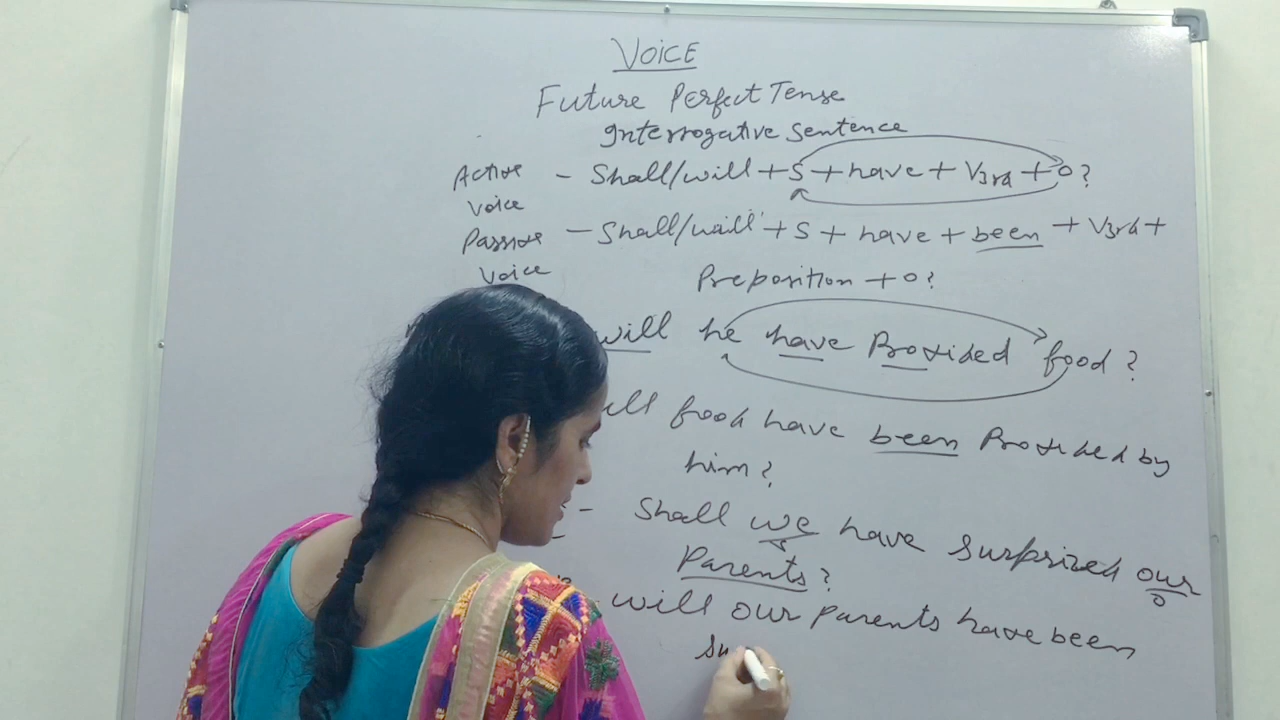 VOICE
Future Perfect Tense
Interrogative Sentence
Active - Shall/will + S + have + V3rd + O?
Voice
Passive - Shall/will + S + have + been + V3rd +
Voice
Preposition + O?
will he have Provided food?
food have been Provided by
him?
- Shall we have surprized our
S O
Parents?
- will our parents have been
su